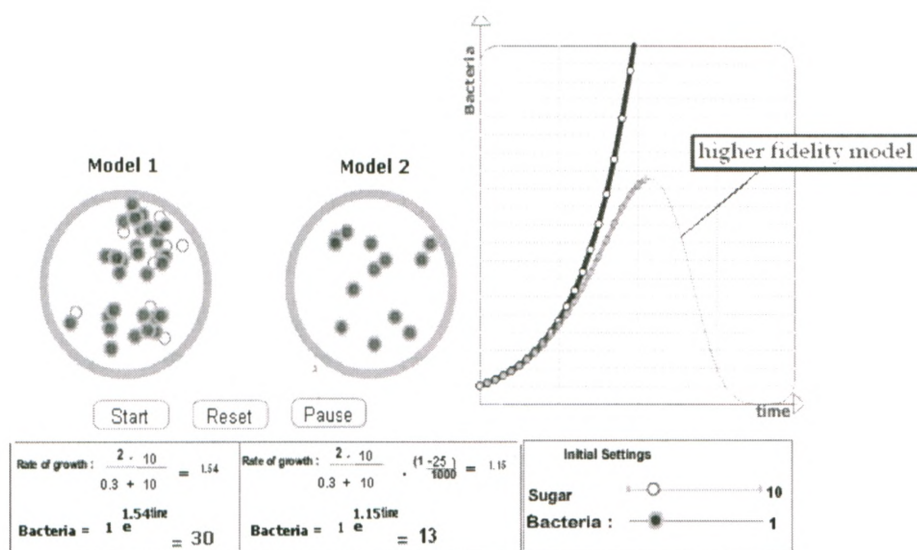 Bacteria
higher fidelity model
Model 1
Model 2
time
Start Reset Pause
Rate of growth : 2 · 10 / 0.3 + 10 = 1.54
Bacteria = 1 e 1.54time = 30
Rate of growth : 2 · 10 / 0.3 + 10 · (1 -25 ) / 1000 = 1.15
Bacteria = 1 e 1.15time = 13
Initial Settings
Sugar 10
Bacteria : 1